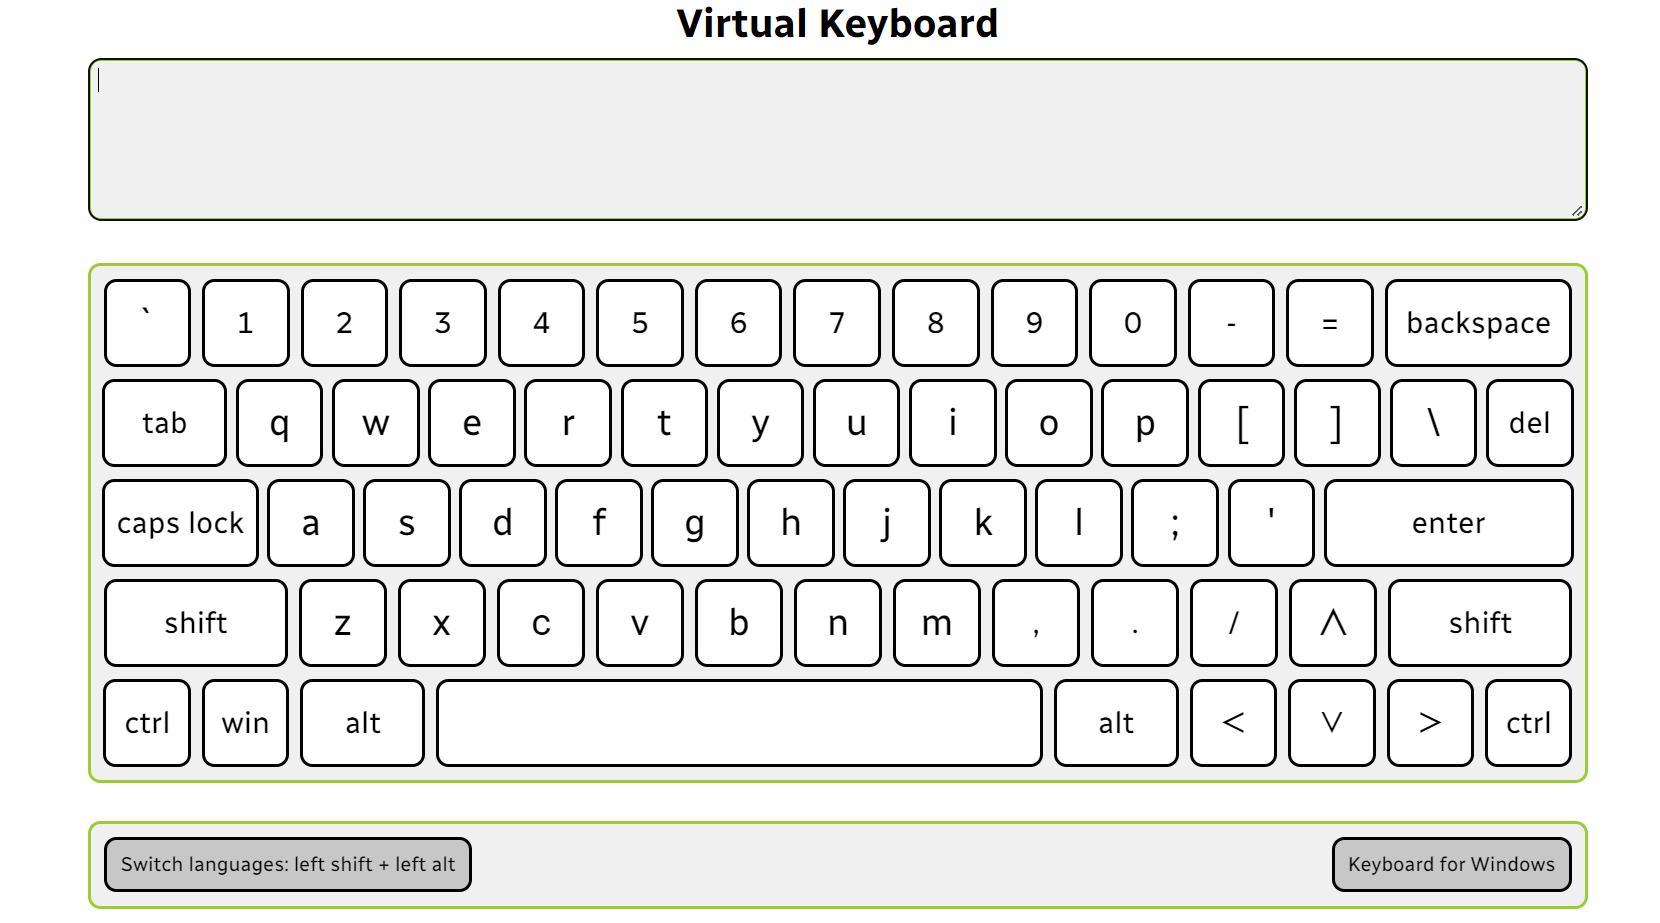 Virtual Keyboard
` 1 2 3 4 5 6 7 8 9 0 - = backspace
tab q w e r t y u i o p [ ] \ del
caps lock a s d f g h j k l ; ' enter
shift z x c v b n m , . / ᐱ shift
ctrl win alt alt ᐸ ᐯ ᐳ ctrl
Switch languages: left shift + left alt
Keyboard for Windows